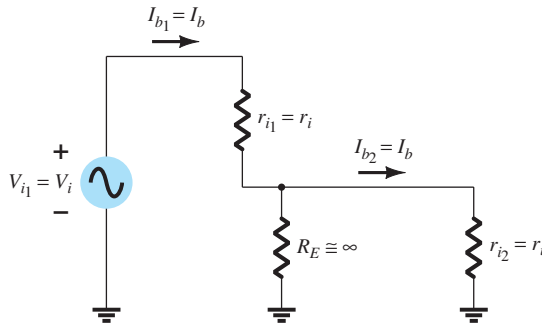 I_{b_1} = I_b
r_{i_1} = r_i
I_{b_2} = I_b
+
V_{i_1} = V_i
−
R_E ≅ ∞
r_{i_2} = r_i